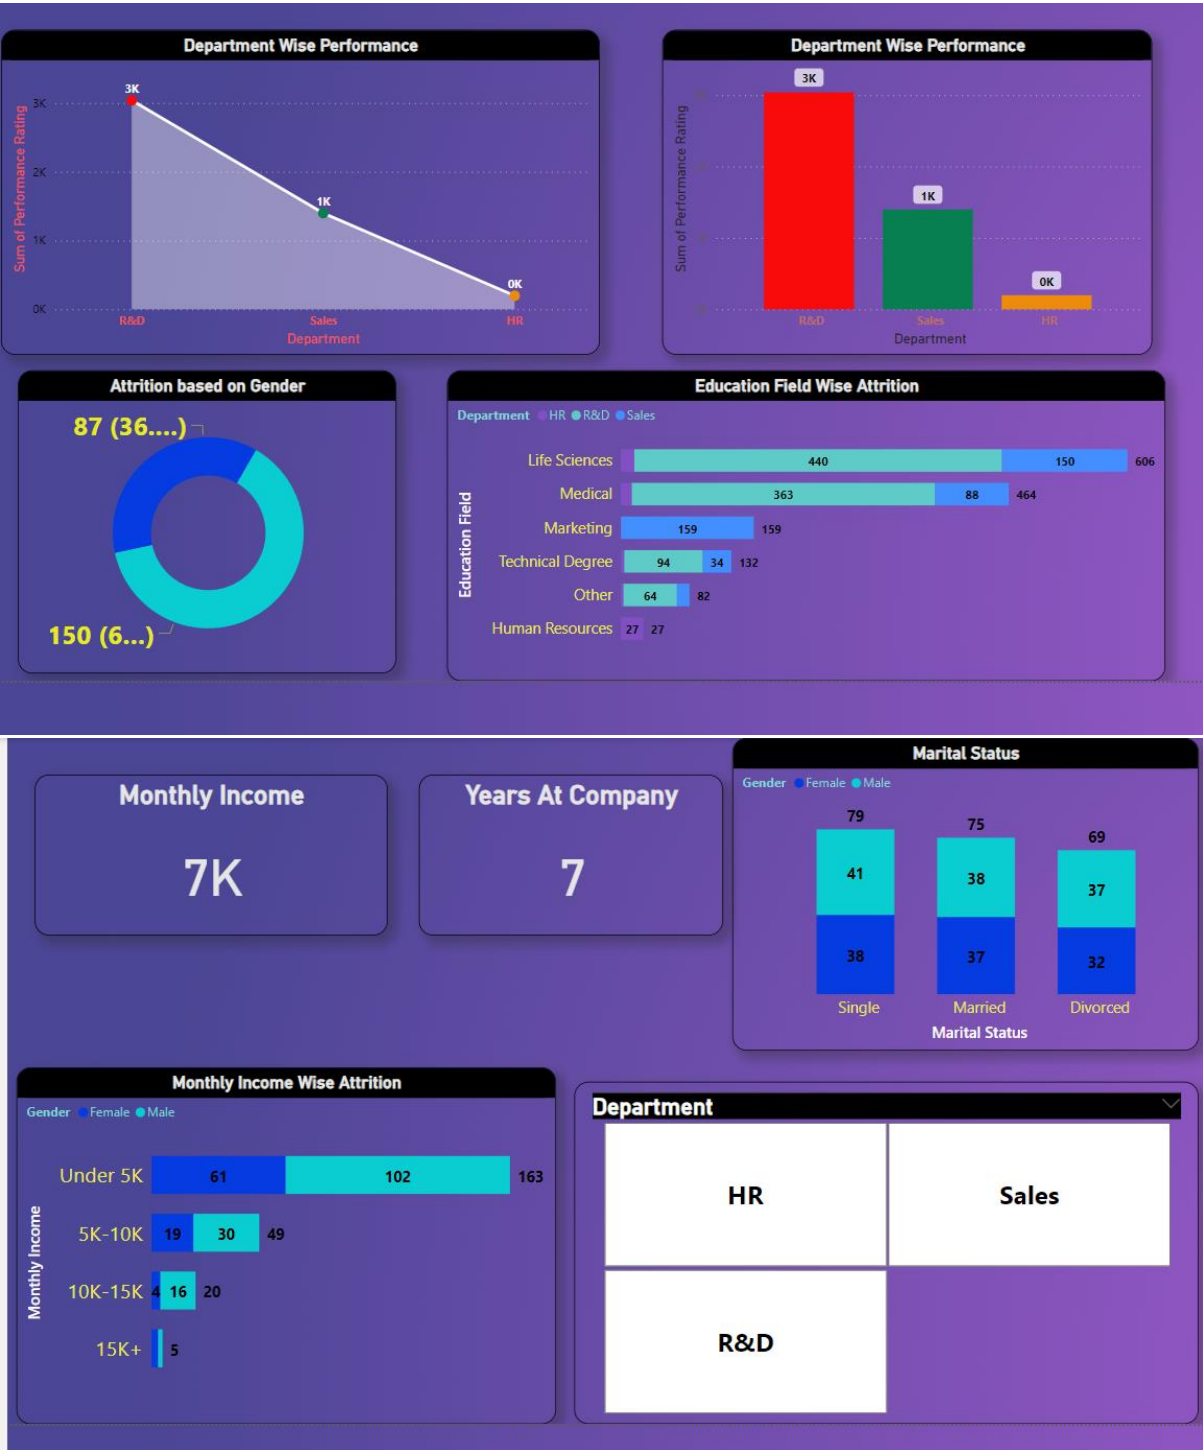 Department Wise Performance
Sum of Performance Rating
3K
2K
1K
0K
3K
1K
0K
R&D Sales HR
Department
Department Wise Performance
Sum of Performance Rating
3K
1K
0K
R&D Sales HR
Department
Attrition based on Gender
87 (36....)
150 (6...)
Education Field Wise Attrition
Department HR R&D Sales
Education Field
Life Sciences 440 150 606
Medical 363 88 464
Marketing 159 159
Technical Degree 94 34 132
Other 64 82
Human Resources 27 27
Monthly Income
7K
Years At Company
7
Marital Status
Gender Female Male
79 75 69
41 38 37
38 37 32
Single Married Divorced
Marital Status
Monthly Income Wise Attrition
Gender Female Male
Monthly Income
Under 5K 61 102 163
5K-10K 19 30 49
10K-15K 4 16 20
15K+ 5
Department
HR Sales
R&D